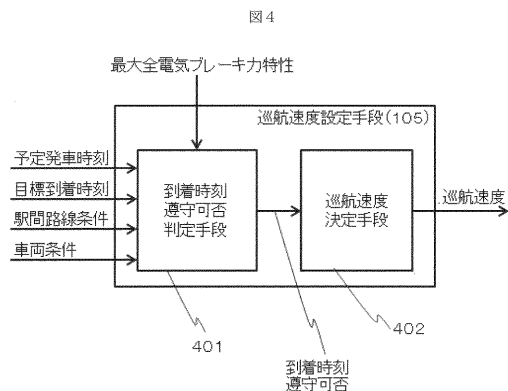 図4
最大全電気ブレーキ力特性
巡航速度設定手段(105)
予定発車時刻
目標到着時刻
駅間路線条件
車両条件
到着時刻
遵守可否
判定手段
巡航速度
決定手段
巡航速度
401
402
到着時刻
遵守可否